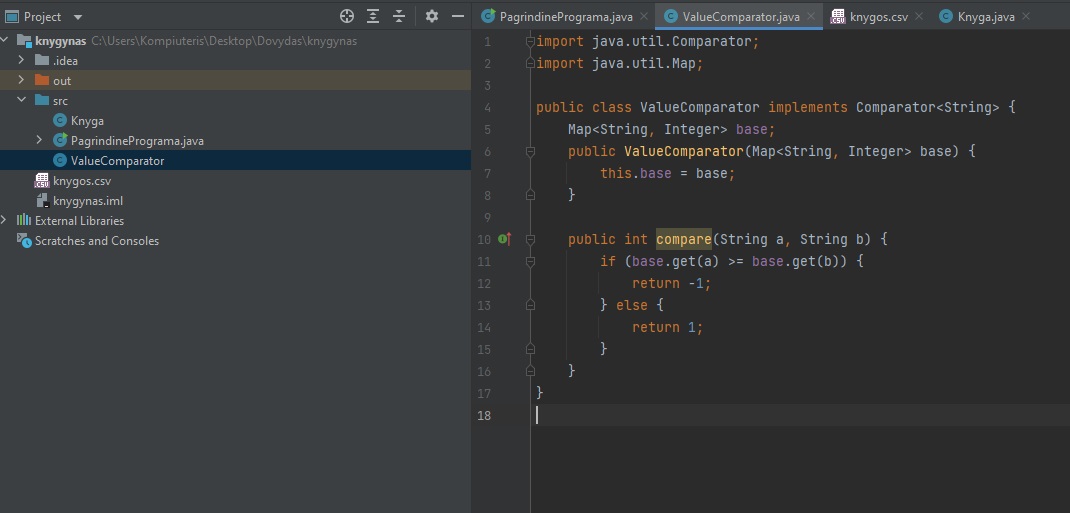 Project
knygynas C:\Users\Kompiuteris\Desktop\Dovydas\knygynas
.idea
out
src
Knyga
PagrindinePrograma.java
ValueComparator
knygos.csv
knygynas.iml
External Libraries
Scratches and Consoles
PagrindinePrograma.java ValueComparator.java knygos.csv Knyga.java
1 import java.util.Comparator;
2 import java.util.Map;
3
4 public class ValueComparator implements Comparator<String> {
5 Map<String, Integer> base;
6 public ValueComparator(Map<String, Integer> base) {
7 this.base = base;
8 }
9
10 public int compare(String a, String b) {
11 if (base.get(a) >= base.get(b)) {
12 return -1;
13 } else {
14 return 1;
15 }
16 }
17 }
18